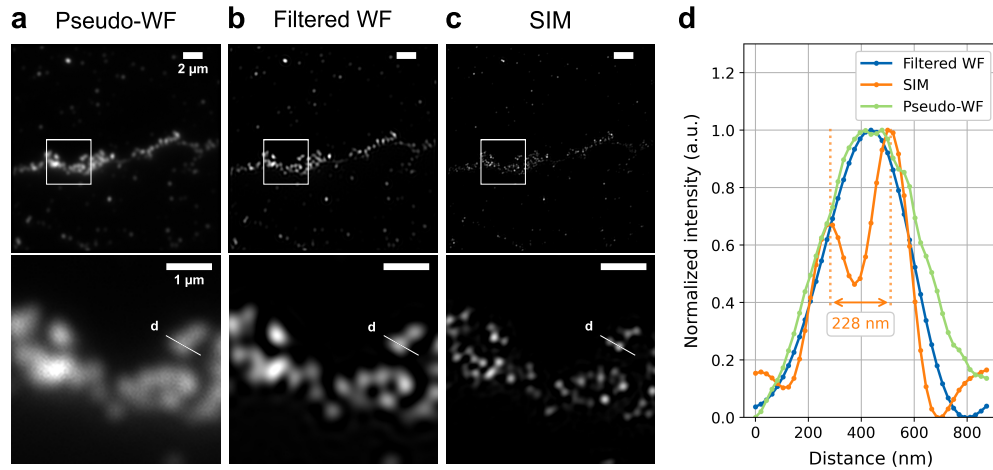 a Pseudo-WF
b Filtered WF
c SIM
d
2 μm
1 μm
d
d
d
Normalized intensity (a.u.)
1.2
1.0
0.8
0.6
0.4
0.2
0.0
Filtered WF
SIM
Pseudo-WF
228 nm
0 200 400 600 800
Distance (nm)